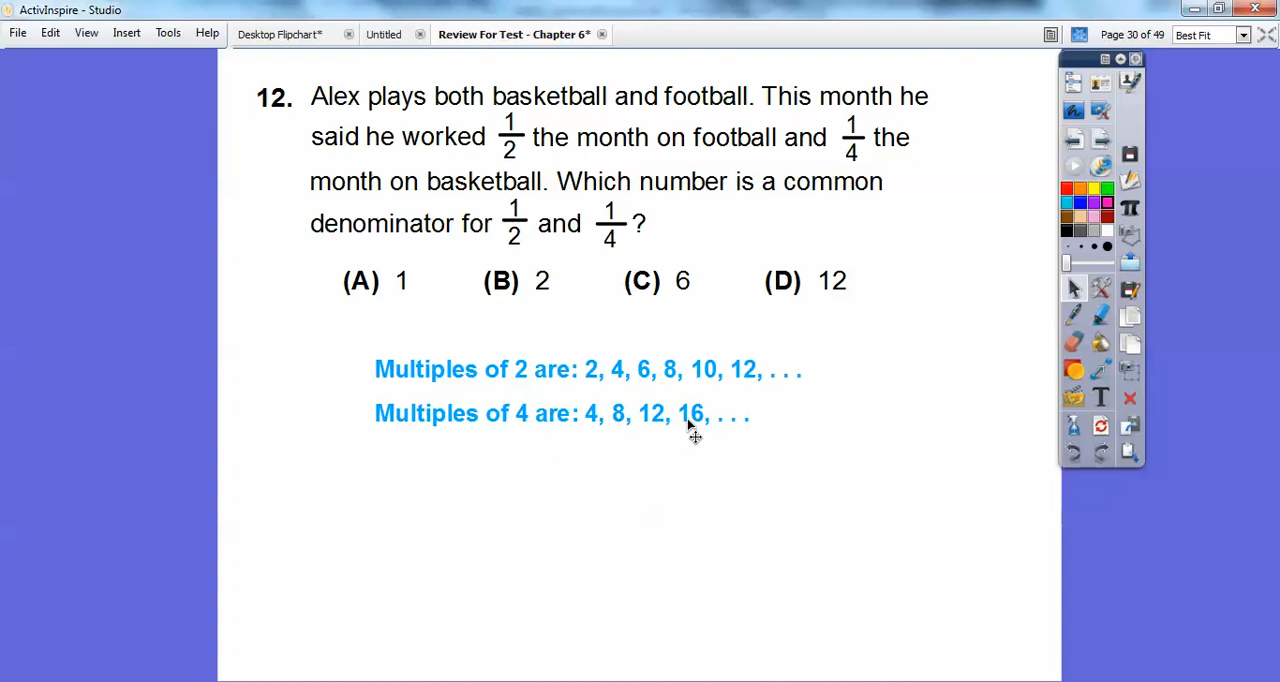 ActivInspire - Studio
File Edit View Insert Tools Help
Desktop Flipchart* Untitled Review For Test - Chapter 6* Page 30 of 49 Best Fit
12. Alex plays both basketball and football. This month he
said he worked 1/2 the month on football and 1/4 the
month on basketball. Which number is a common
denominator for 1/2 and 1/4 ?
(A) 1 (B) 2 (C) 6 (D) 12
Multiples of 2 are: 2, 4, 6, 8, 10, 12, . . .
Multiples of 4 are: 4, 8, 12, 16, . . .